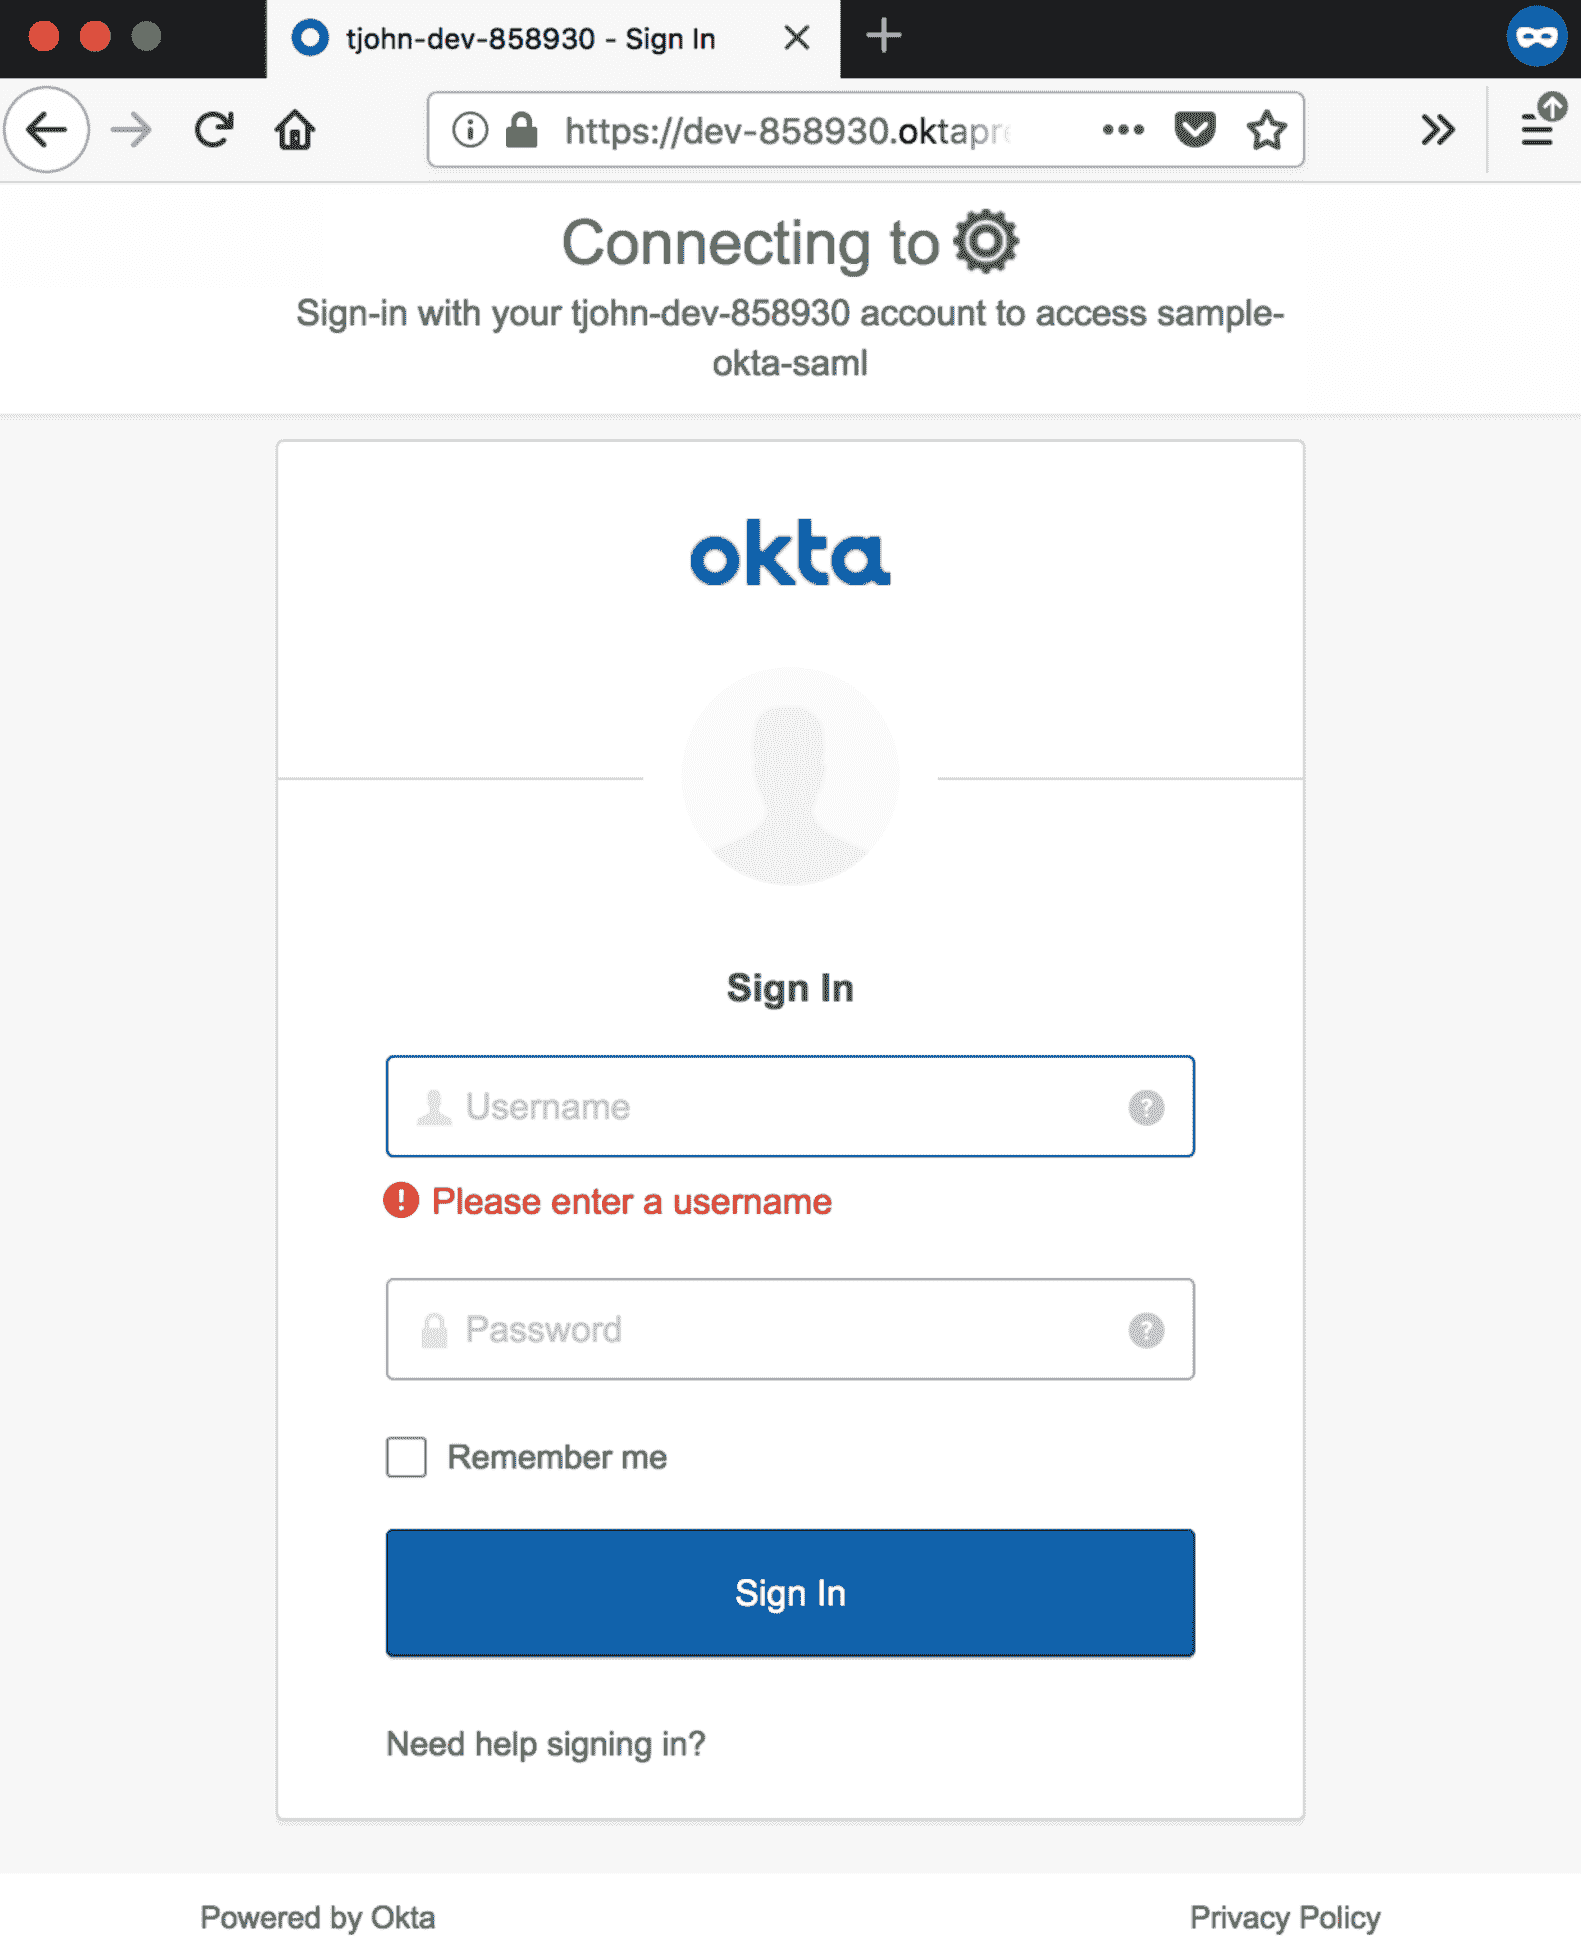 tjohn-dev-858930 - Sign In
https://dev-858930.oktapre
Connecting to
Sign-in with your tjohn-dev-858930 account to access sample-
okta-saml
okta
Sign In
Username
Please enter a username
Password
Remember me
Sign In
Need help signing in?
Powered by Okta
Privacy Policy